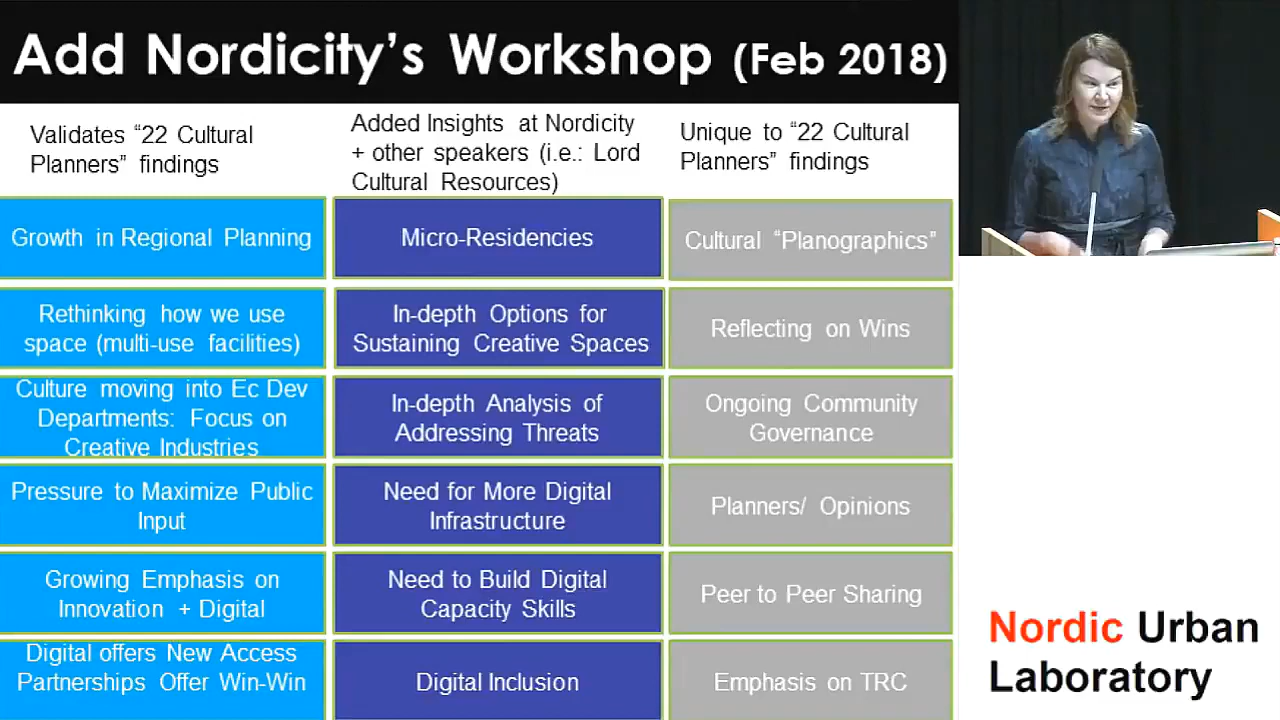 Add Nordicity's Workshop (Feb 2018)
Validates "22 Cultural
Planners" findings
Added Insights at Nordicity
+ other speakers (i.e.: Lord
Cultural Resources)
Unique to "22 Cultural
Planners" findings
Growth in Regional Planning
Micro-Residencies
Cultural "Planographics"
Rethinking how we use
space (multi-use facilities)
In-depth Options for
Sustaining Creative Spaces
Reflecting on Wins
Culture moving into Ec Dev
Departments: Focus on
Creative Industries
In-depth Analysis of
Addressing Threats
Ongoing Community
Governance
Pressure to Maximize Public
Input
Need for More Digital
Infrastructure
Planners/ Opinions
Growing Emphasis on
Innovation + Digital
Need to Build Digital
Capacity Skills
Peer to Peer Sharing
Digital offers New Access
Partnerships Offer Win-Win
Digital Inclusion
Emphasis on TRC
Nordic Urban
Laboratory